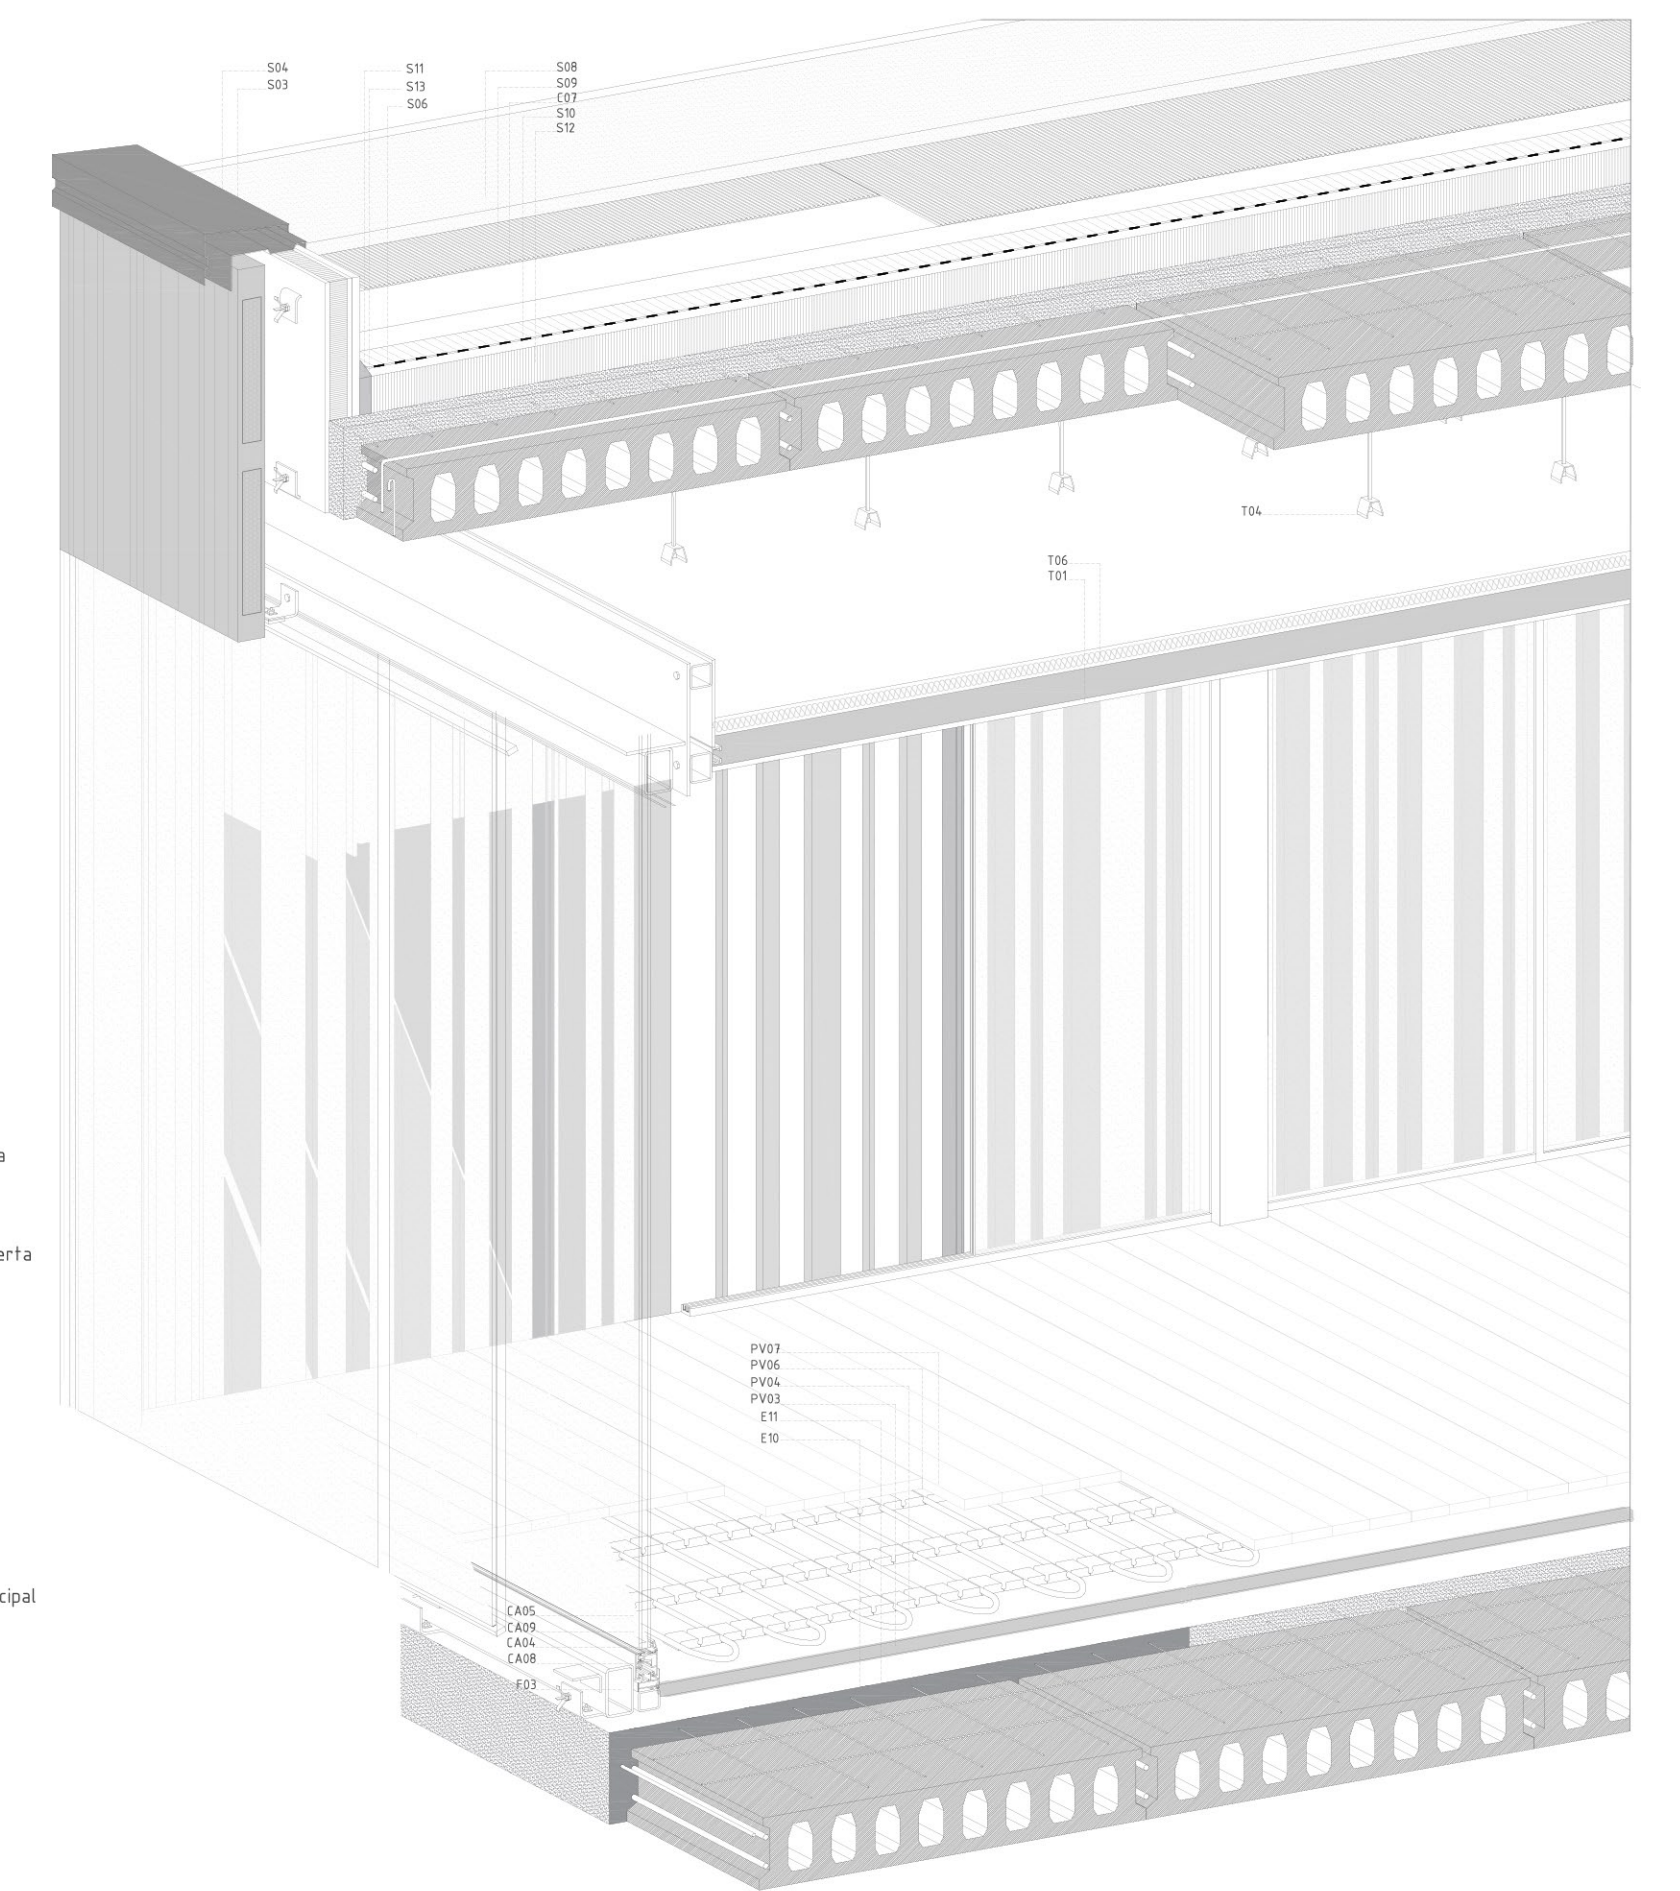 S04
S03
S11
S13
S06
S08
S09
C07
S10
S12
T04
T06
T01
a
erta
PV07
PV06
PV04
PV03
E11
E10
cipal
CA05
CA09
CA04
CA08
F03